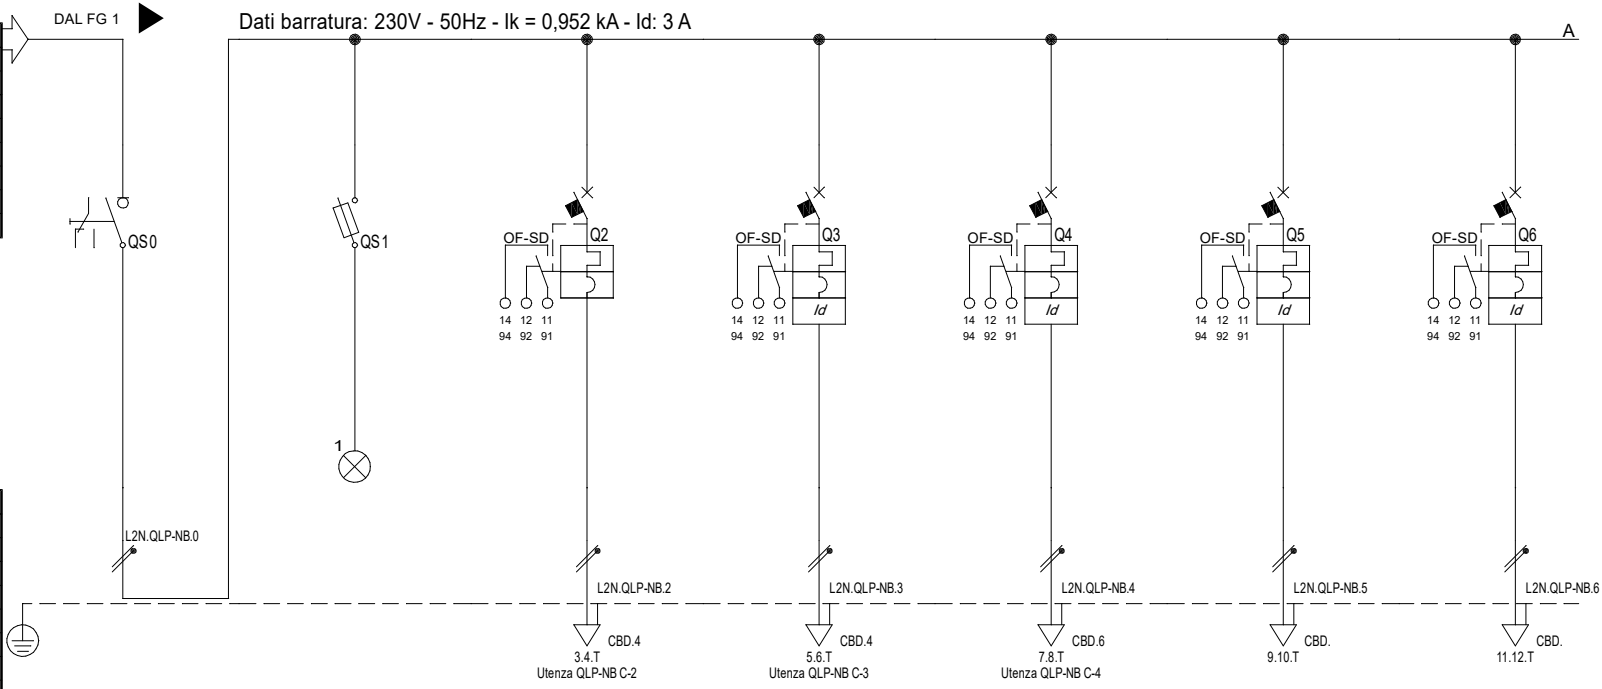 DAL FG 1
Dati barratura: 230V - 50Hz - Ik = 0,952 kA - Id: 3 A
A
QS0
QS1
OF-SD Q2
OF-SD Q3
OF-SD Q4
OF-SD Q5
OF-SD Q6
Id
Id
Id
Id
14 12 11
94 92 91
14 12 11
94 92 91
14 12 11
94 92 91
14 12 11
94 92 91
14 12 11
94 92 91
1
L2N.QLP-NB.0
L2N.QLP-NB.2
L2N.QLP-NB.3
L2N.QLP-NB.4
L2N.QLP-NB.5
L2N.QLP-NB.6
CBD.4
3.4.T
Utenza QLP-NB C-2
CBD.4
5.6.T
Utenza QLP-NB C-3
CBD.6
7.8.T
Utenza QLP-NB C-4
CBD.
9.10.T
CBD.
11.12.T